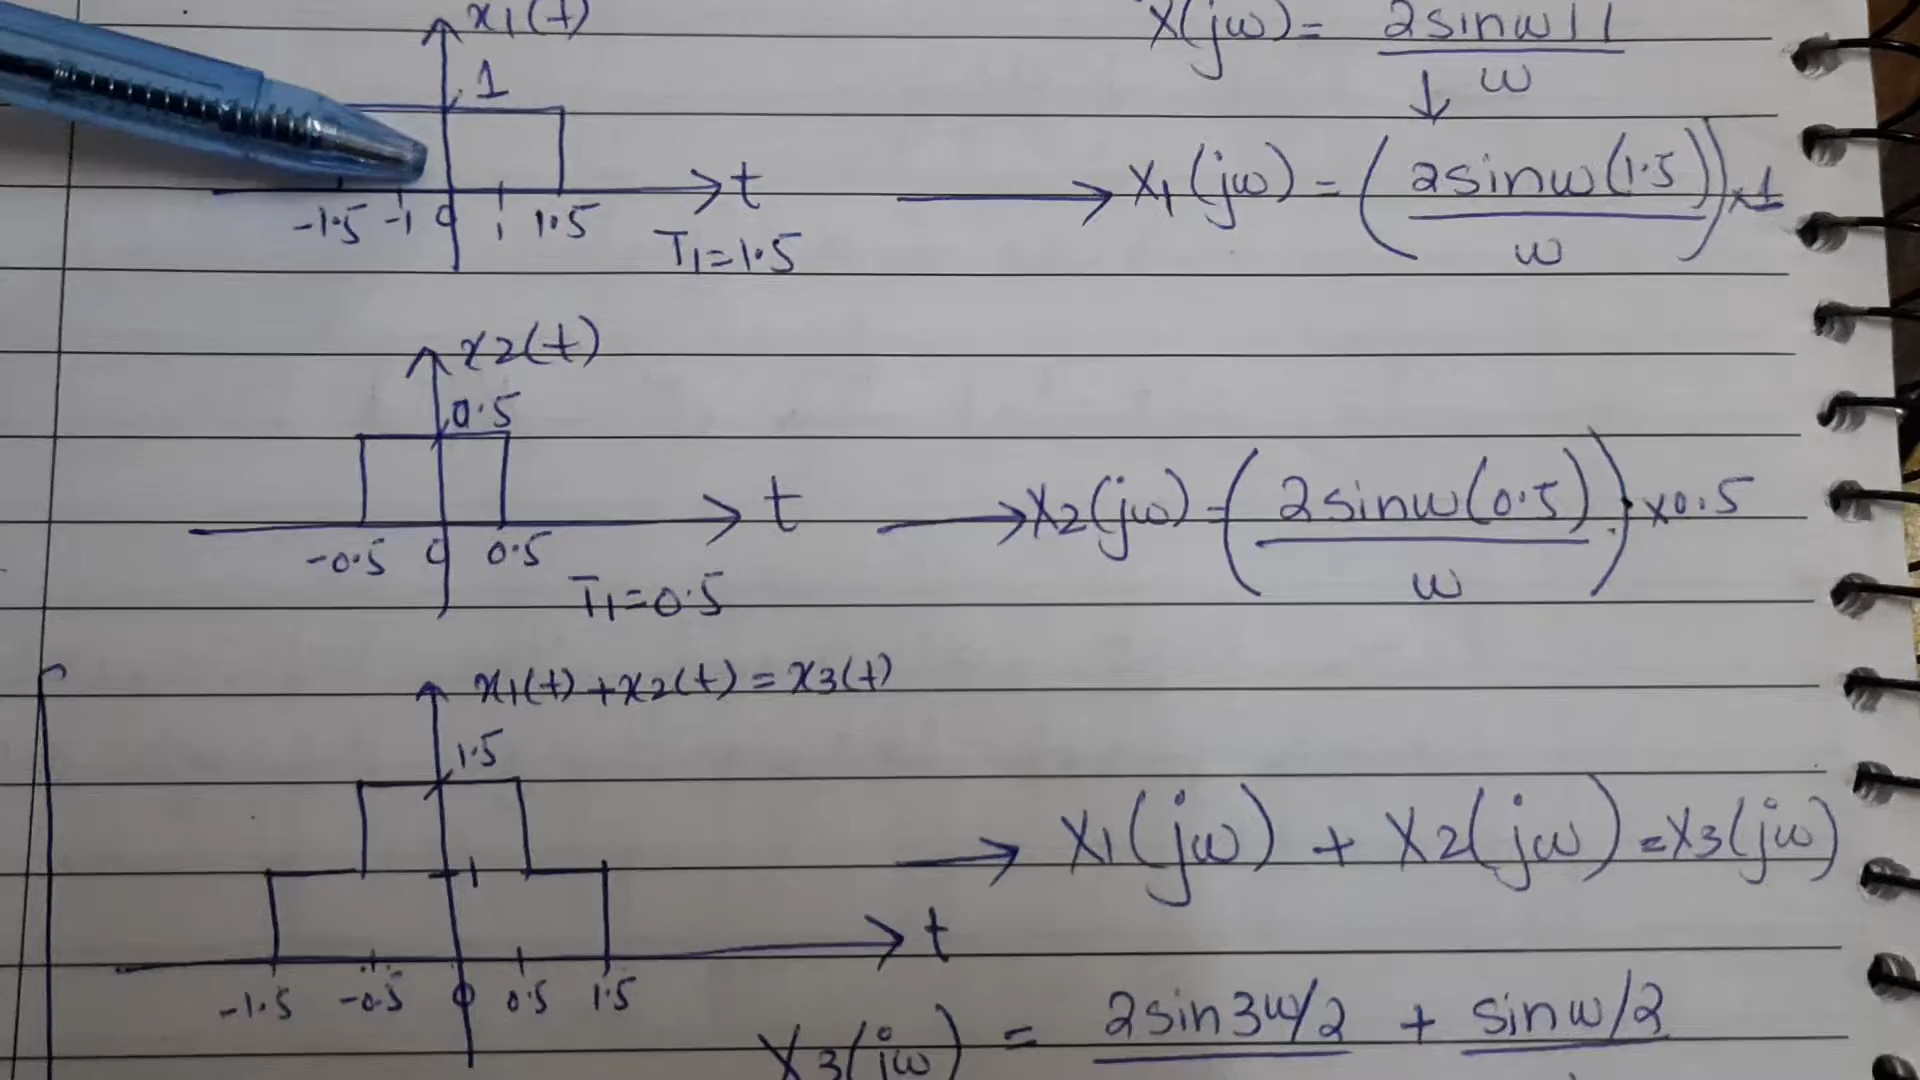 x1(t)
1
-1.5 -1 0 1 1.5 t
T1=1.5
X(jω)= 2sinωT1
ω
X1(jω) = (2sinω(1.5)) x1
ω
x2(t)
0.5
-0.5 0 0.5 t
T1=0.5
X2(jω) = (2sinω(0.5)) x0.5
ω
x1(t) + x2(t) = x3(t)
1.5
1
-1.5 -0.5 0 0.5 1.5 t
X1(jω) + X2(jω) = X3(jω)
X3(jω) = 2sin3ω/2 + sinω/2